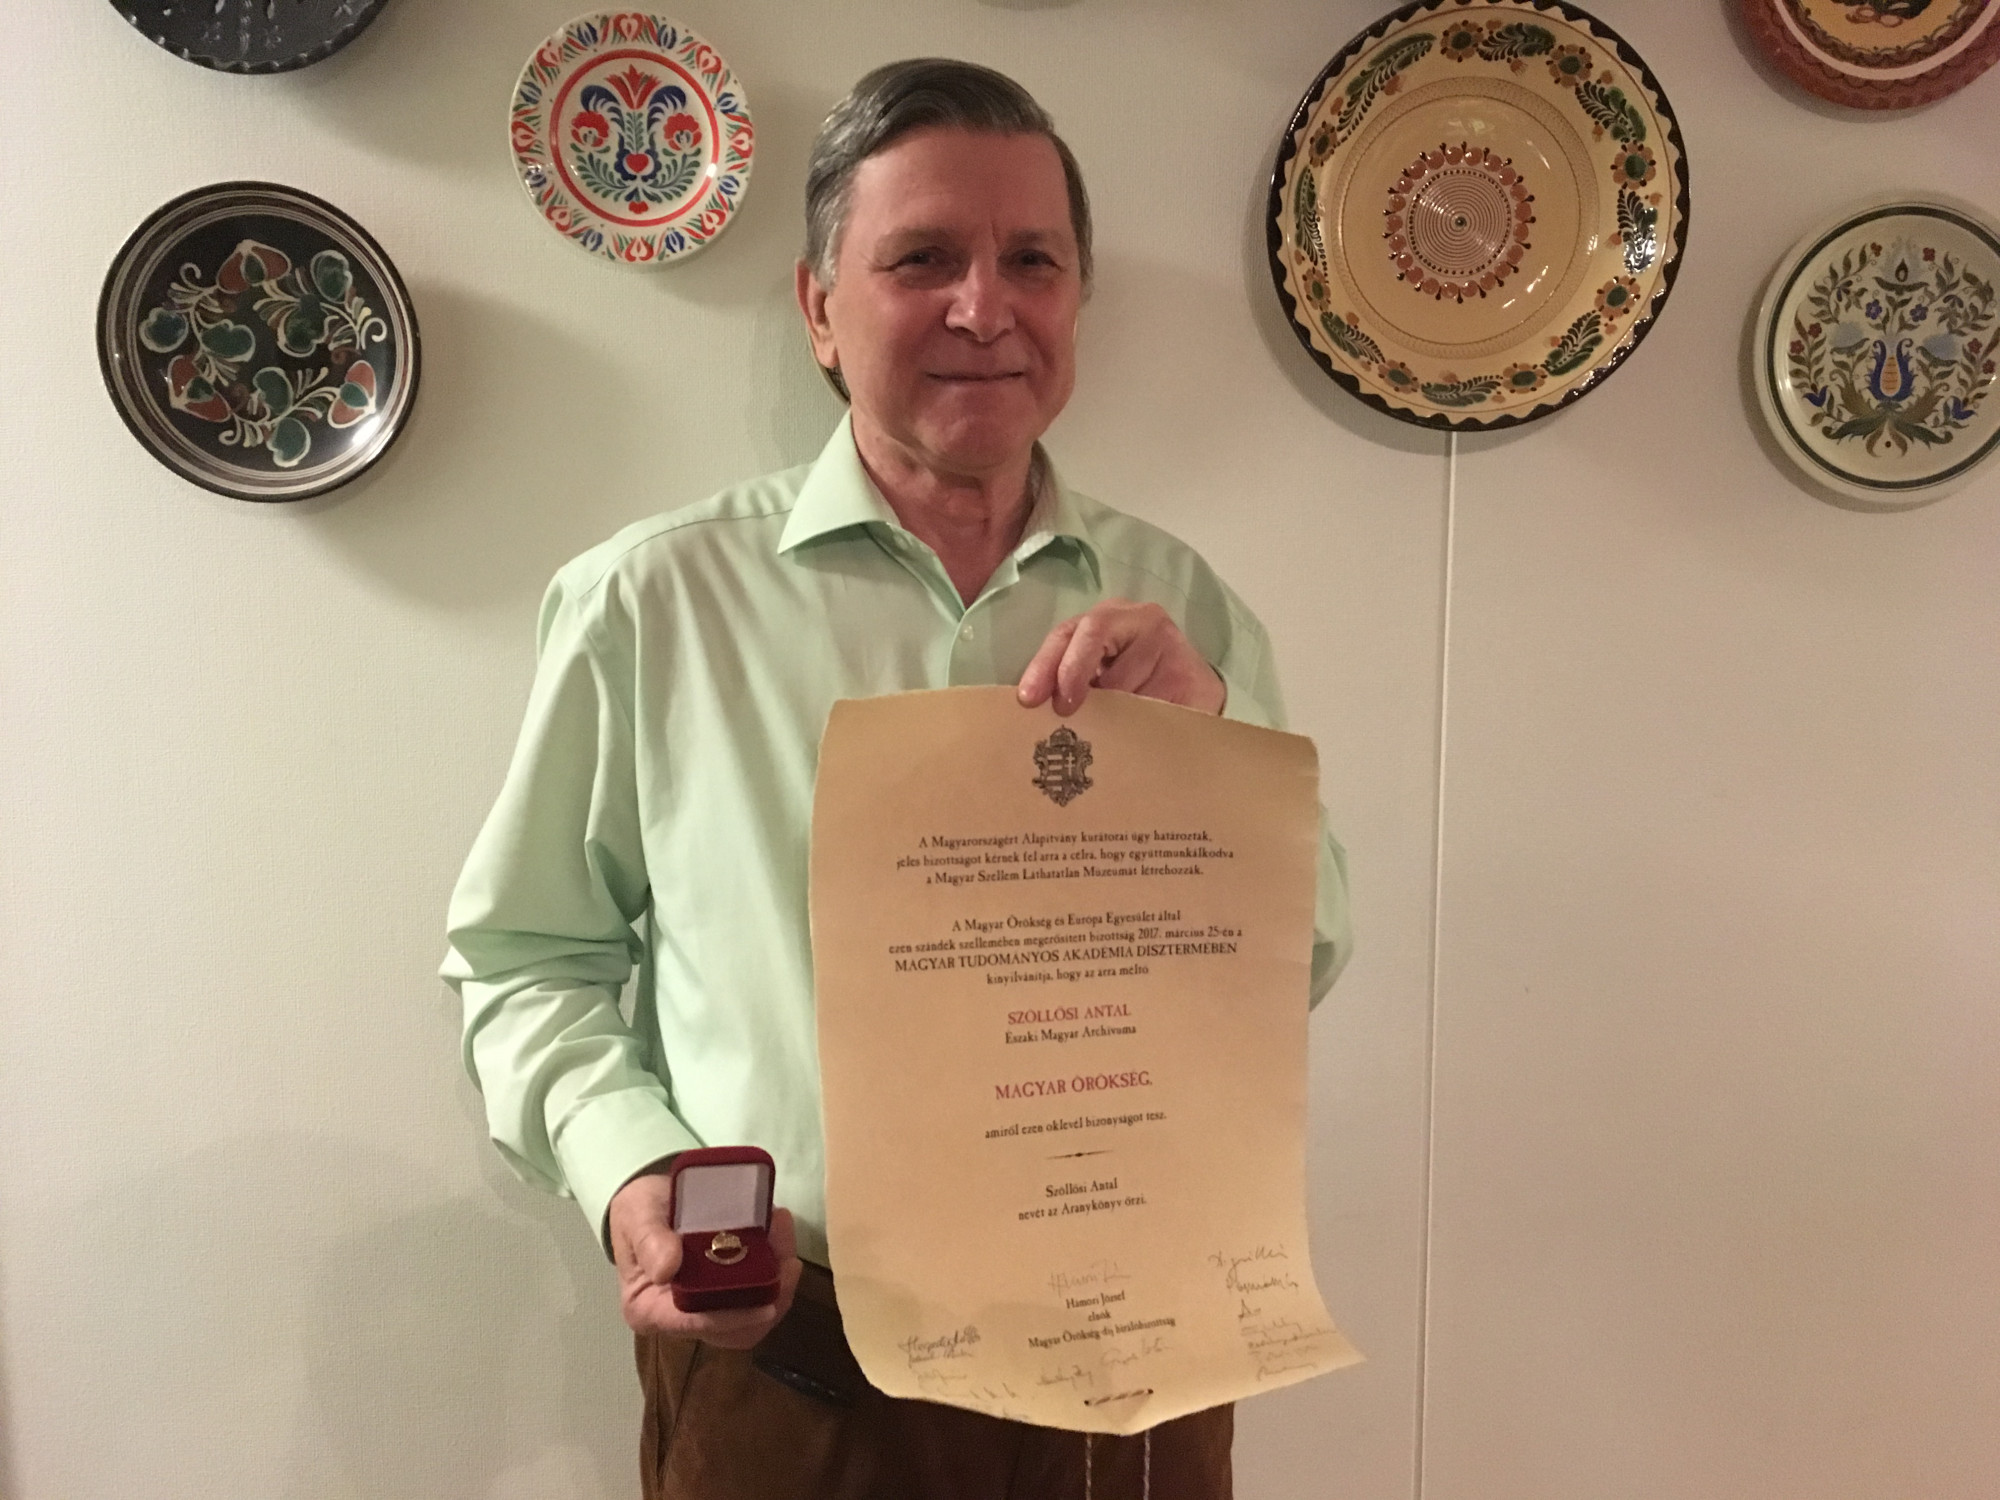 A Magyarországért Alapítvány kurátorai úgy határoztak,
jeles bizottságot kérnek fel arra a célra, hogy együttmunkálkodva
a Magyar Szellem Láthatatlan Múzeumát létrehozzák.
A Magyar Örökség és Európa Egyesület által
ezen szándék szellemében megerősített bizottság 2017. március 25-én a
MAGYAR TUDOMÁNYOS AKADÉMIA DÍSZTERMÉBEN
kinyilvánítja, hogy az arra méltó
SZÖLLŐSI ANTAL
Északi Magyar Archívuma
MAGYAR ÖRÖKSÉG,
amiről ezen oklevél bizonyságot tesz.
Szöllősi Antal
nevét az Aranykönyv őrzi.
Hámori József
elnök
Magyar Örökség-díj bírálóbizottság